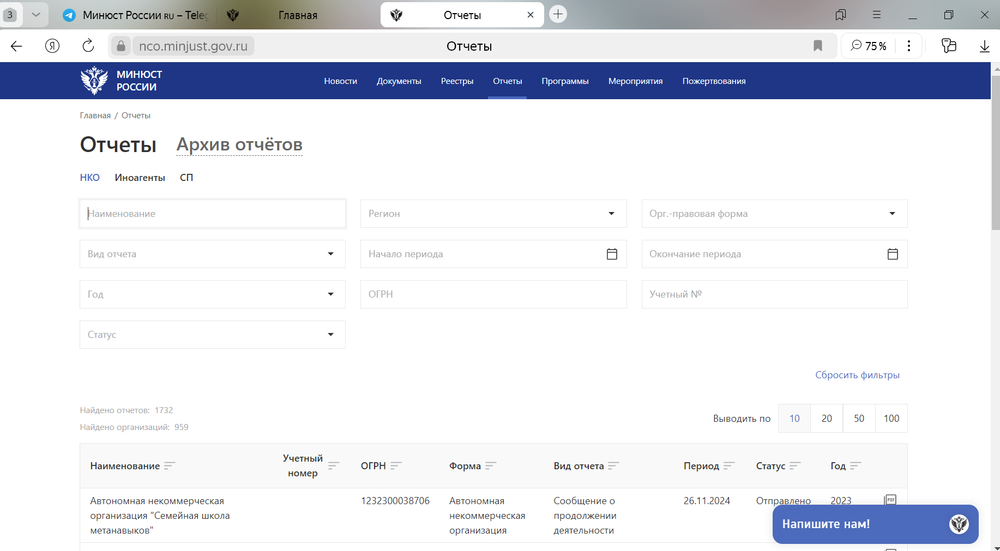 3
Минюст России RU – Teleg
Главная
Отчеты
nco.minjust.gov.ru
Отчеты
75 %
МИНЮСТ
РОССИИ
Новости
Документы
Реестры
Отчеты
Программы
Мероприятия
Пожертвования
Главная / Отчеты
Отчеты Архив отчётов
НКО Иноагенты СП
Наименование
Регион
Орг.-правовая форма
Вид отчета
Начало периода
Окончание периода
Год
ОГРН
Учетный №
Статус
Сбросить фильтры
Найдено отчетов: 1732
Найдено организаций: 959
Выводить по 10 20 50 100
Наименование
Учетный
номер
ОГРН
Форма
Вид отчета
Период
Статус
Год
Автономная некоммерческая
организация "Семейная школа
метанавыков"
1232300038706
Автономная
некоммерческая
организация
Сообщение о
продолжении
деятельности
26.11.2024
Отправлено
2023
PDF
Напишите нам!